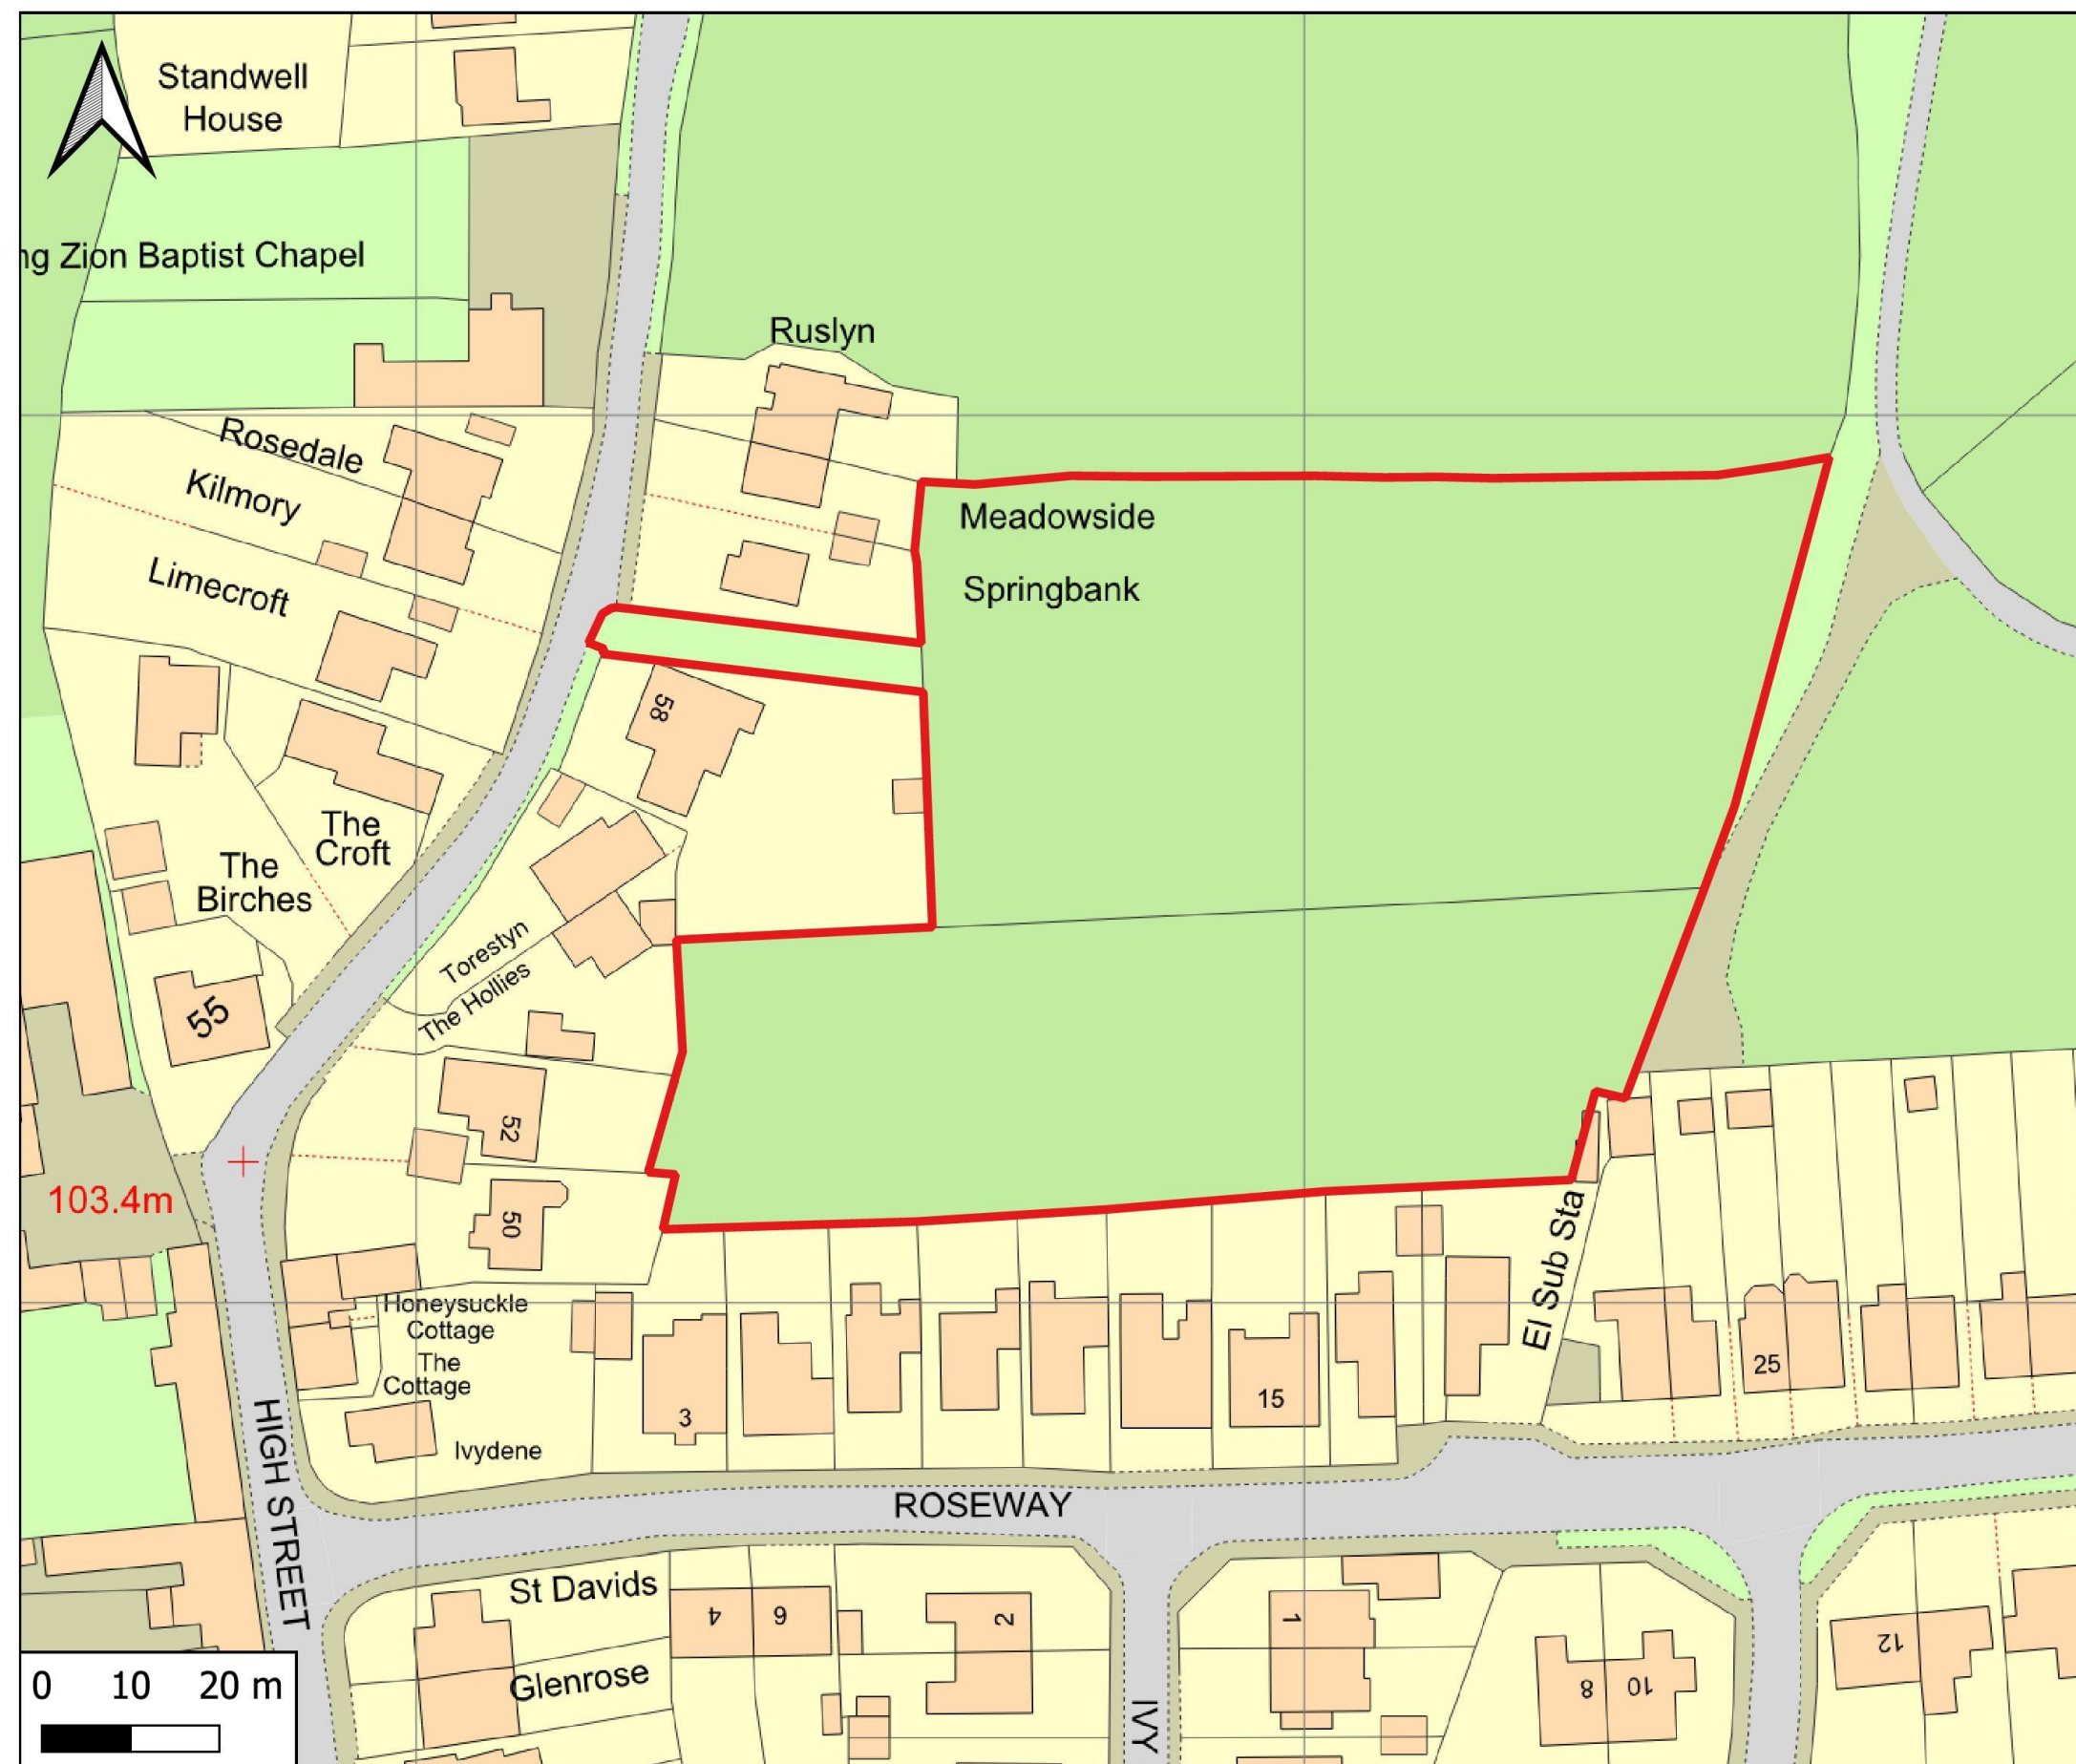 Standwell
House
ng Zion Baptist Chapel
Ruslyn
Rosedale
Kilmory
Limecroft
Meadowside
Springbank
58
The
Croft
The
Birches
Torestyn
The Hollies
55
52
103.4m
50
El Sub Sta
Honeysuckle
Cottage
The
Cottage
Ivydene
3
15
25
HIGH STREET
ROSEWAY
St Davids
4
6
2
1
12
Glenrose
8
10
IVY
0 10 20 m